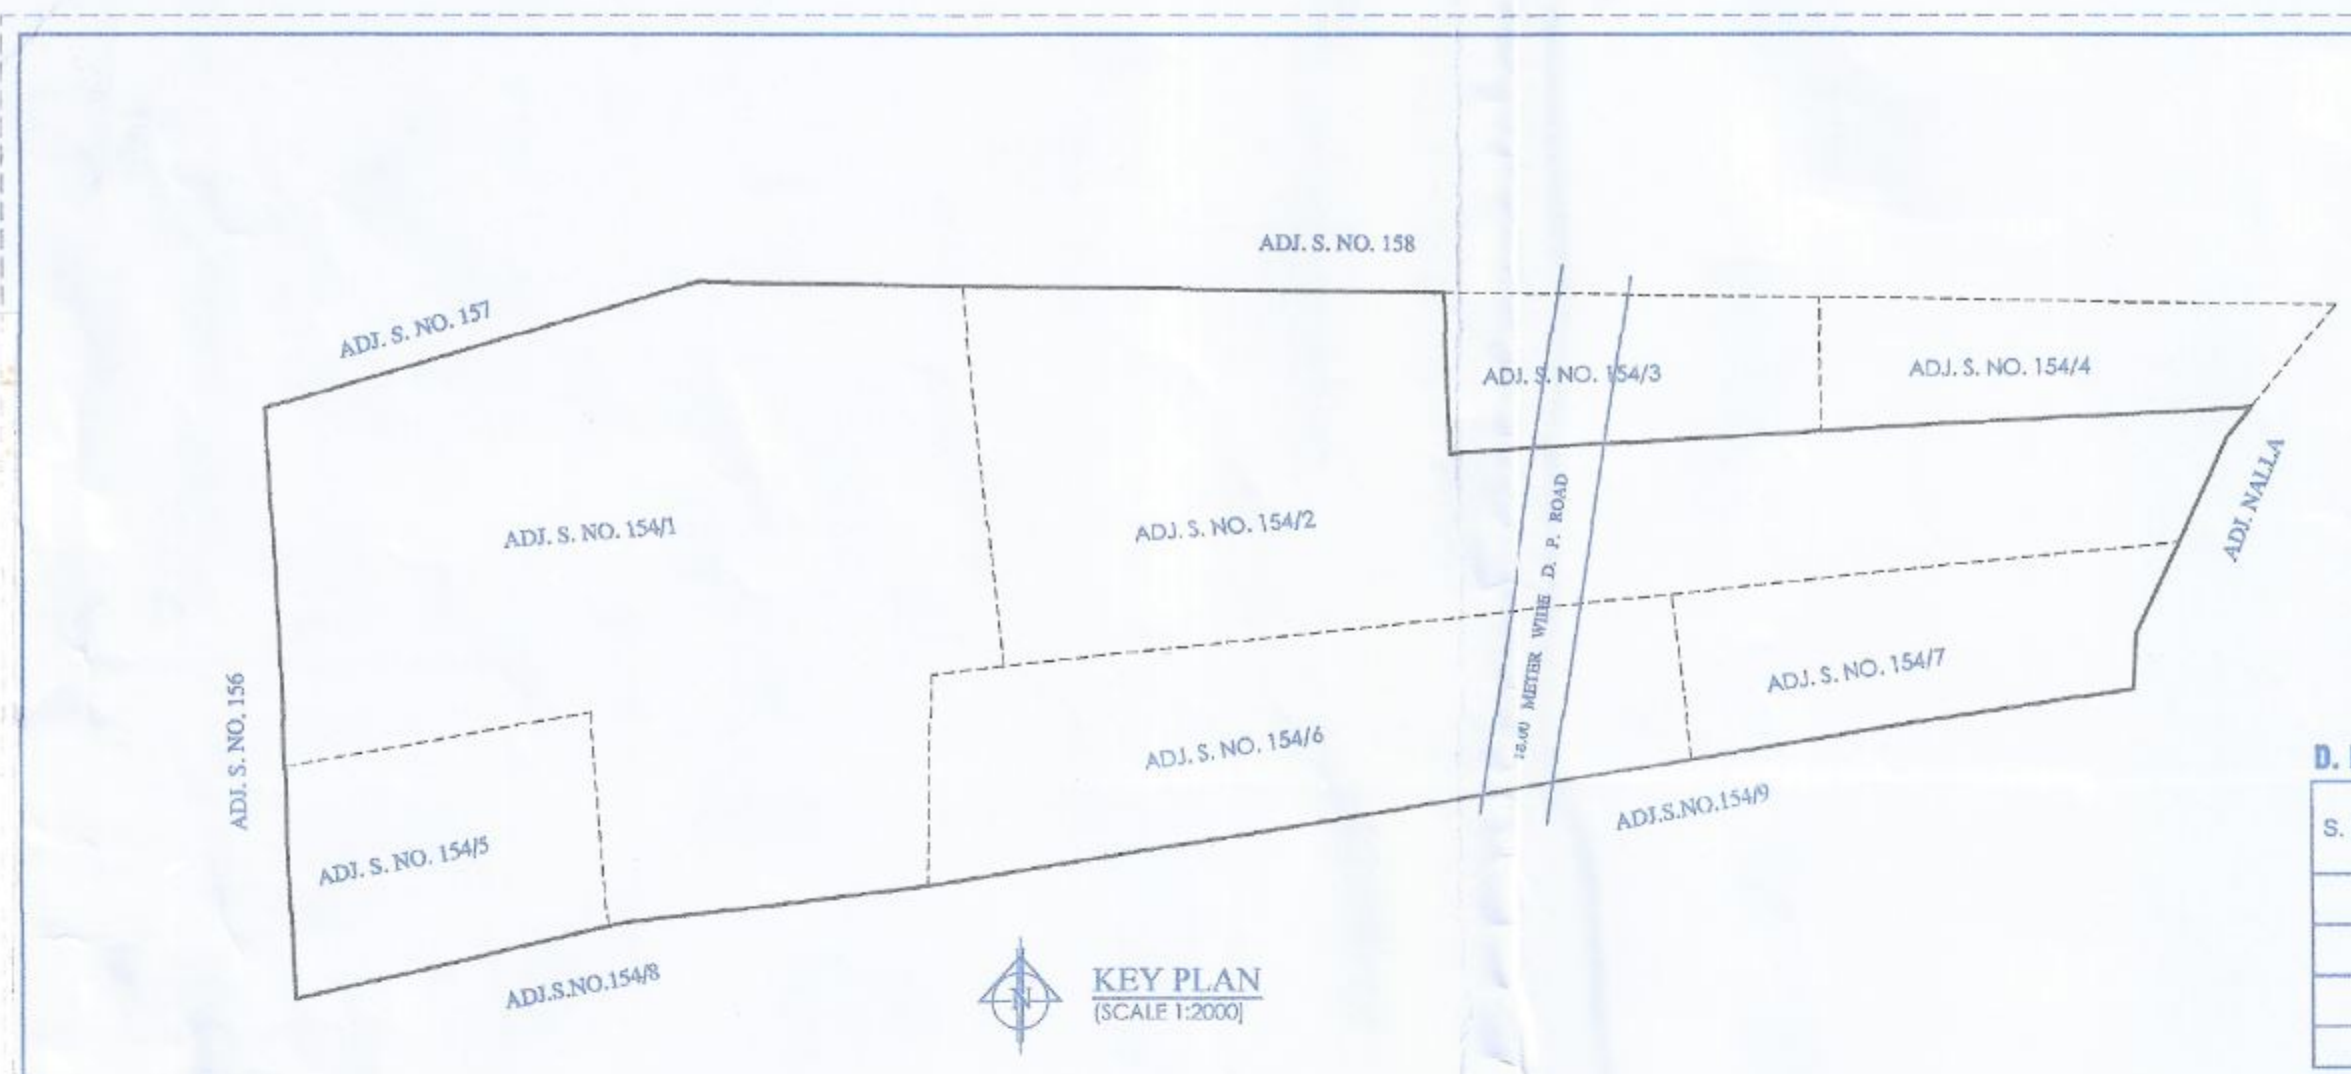 ADJ. S. NO. 158
ADJ. S. NO. 157
ADJ. S. NO. 154/3
ADJ. S. NO. 154/4
ADJ. NALLA
ADJ. S. NO. 154/1
ADJ. S. NO. 154/2
18.00 METER WIDE D. P. ROAD
ADJ. S. NO. 154/7
ADJ. S. NO. 156
ADJ. S. NO. 154/6
ADJ. S. NO. 154/5
ADJ.S.NO.154/9
ADJ.S.NO.154/8
N
KEY PLAN
(SCALE 1:2000)
D.
S.